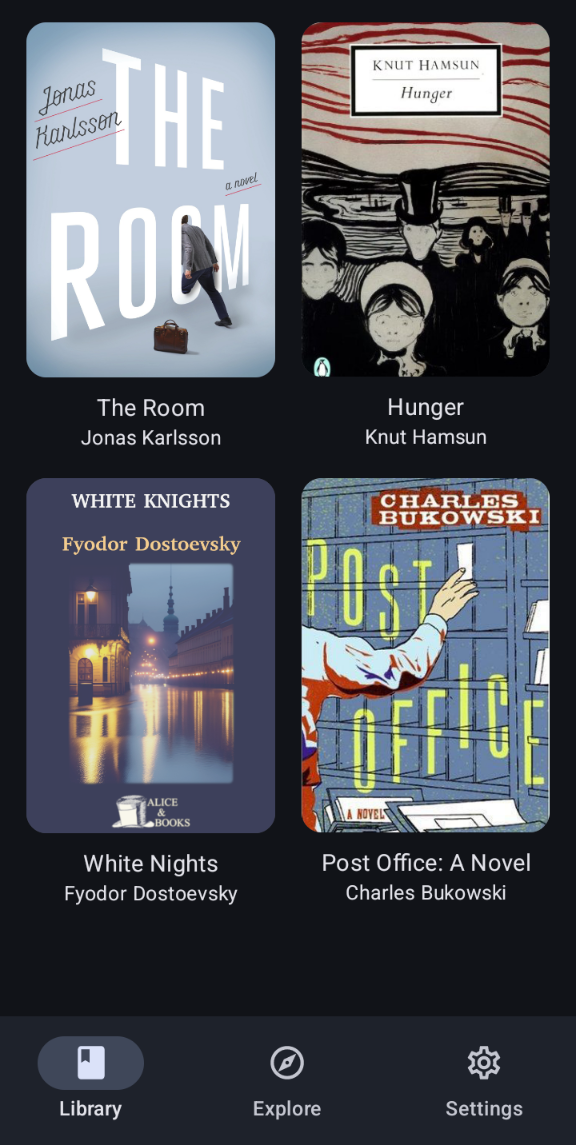 Jonas
Karlsson
THE
a novel
ROOM
The Room
Jonas Karlsson
KNUT HAMSUN
Hunger
Hunger
Knut Hamsun
WHITE KNIGHTS
Fyodor Dostoevsky
ALICE
&
BOOKS
White Nights
Fyodor Dostoevsky
CHARLES
BUKOWSKI
POST
OFFICE
A NOVEL
Post Office: A Novel
Charles Bukowski
Library
Explore
Settings